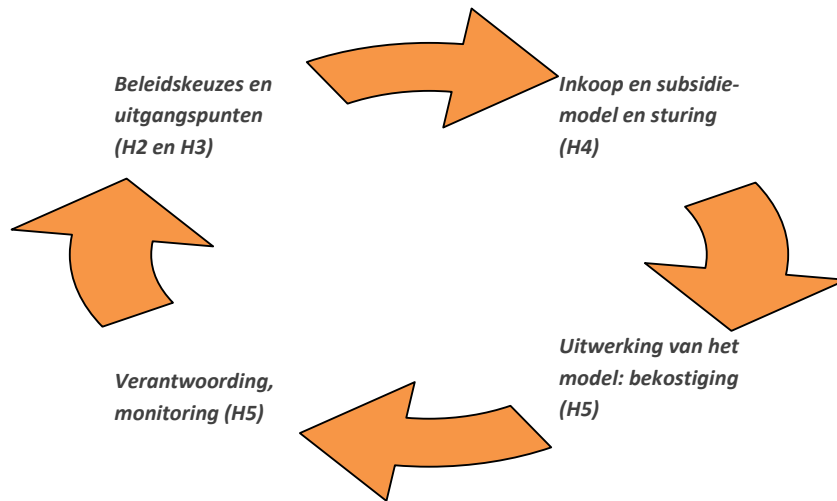 Beleidskeuzes en
uitgangspunten
(H2 en H3)
Inkoop en subsidie-
model en sturing
(H4)
Uitwerking van het
model: bekostiging
(H5)
Verantwoording,
monitoring (H5)